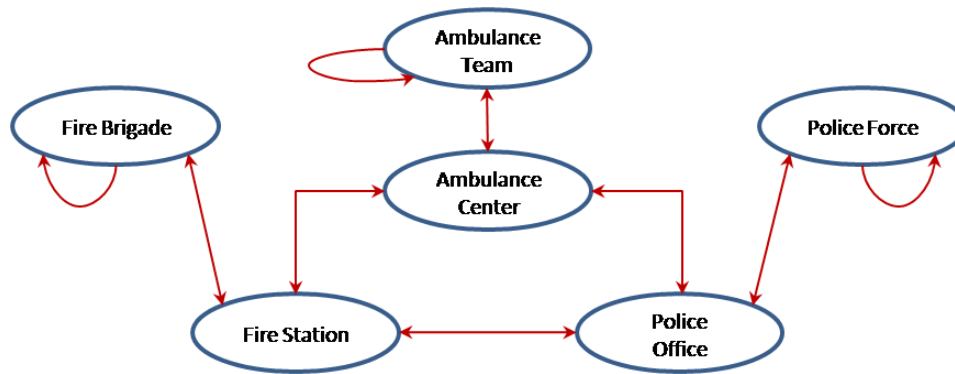 Ambulance
Team
Fire Brigade
Police Force
Ambulance
Center
Fire Station
Police
Office